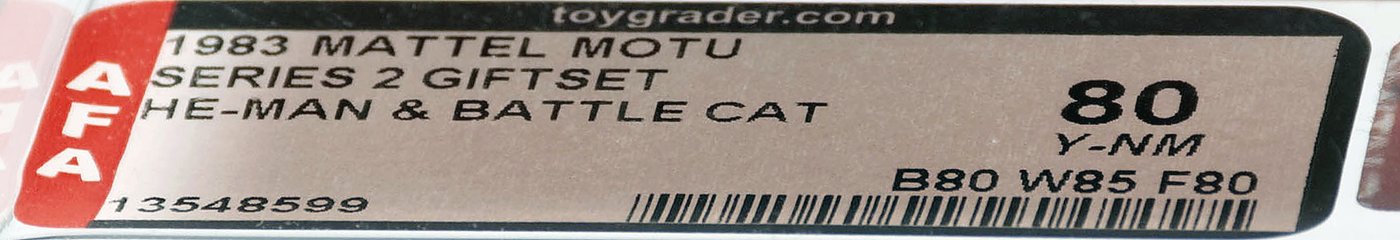 toygrader.com
AFA
1983 MATTEL MOTU
SERIES 2 GIFTSET
HE-MAN & BATTLE CAT
80
Y-NM
B80 W85 F80
13548599